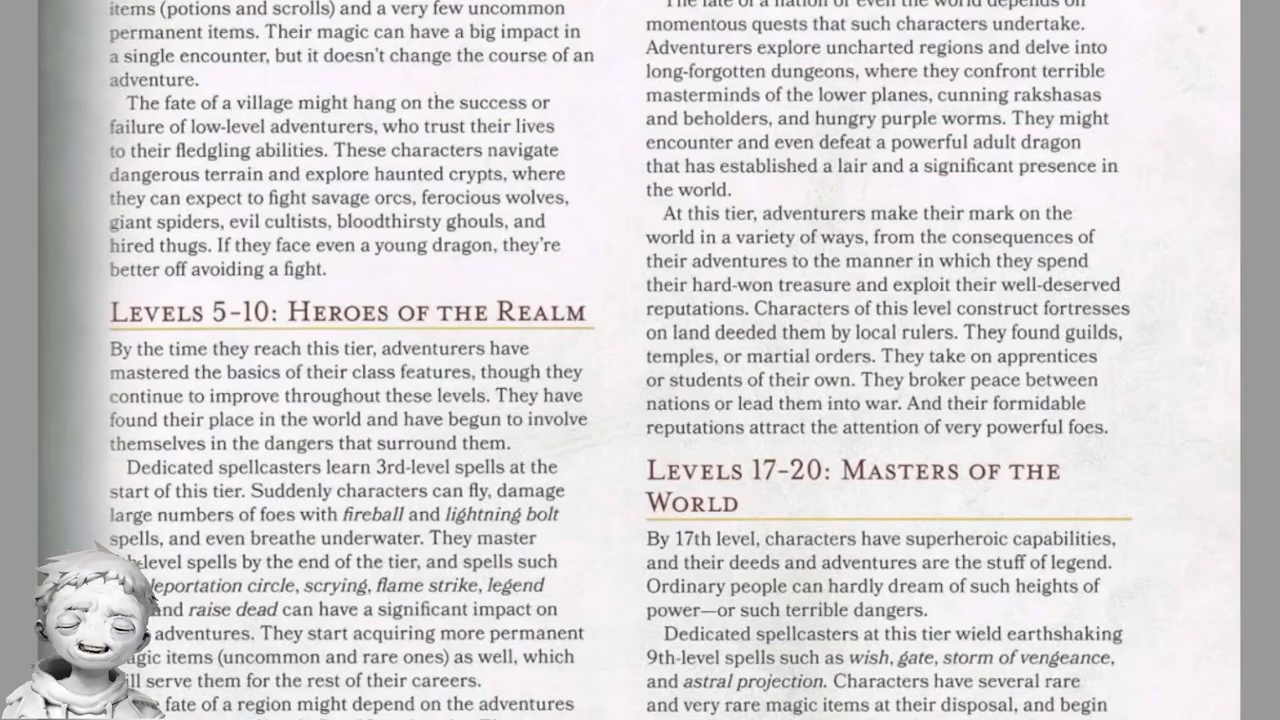 items (potions and scrolls) and a very few uncommon
permanent items. Their magic can have a big impact in
a single encounter, but it doesn't change the course of an
adventure.
The fate of a village might hang on the success or
failure of low-level adventurers, who trust their lives
to their fledgling abilities. These characters navigate
dangerous terrain and explore haunted crypts, where
they can expect to fight savage orcs, ferocious wolves,
giant spiders, evil cultists, bloodthirsty ghouls, and
hired thugs. If they face even a young dragon, they're
better off avoiding a fight.
LEVELS 5-10: HEROES OF THE REALM
By the time they reach this tier, adventurers have
mastered the basics of their class features, though they
continue to improve throughout these levels. They have
found their place in the world and have begun to involve
themselves in the dangers that surround them.
Dedicated spellcasters learn 3rd-level spells at the
start of this tier. Suddenly characters can fly, damage
large numbers of foes with fireball and lightning bolt
spells, and even breathe underwater. They master
level spells by the end of the tier, and spells such
circle, scrying, flame strike, legend
and raise dead can have a significant impact on
adventures. They start acquiring more permanent
items (uncommon and rare ones) as well, which
serve them for the rest of their careers.
fate of a region might depend on the adventures
The fate of a nation or even the world depends on
momentous quests that such characters undertake.
Adventurers explore uncharted regions and delve into
long-forgotten dungeons, where they confront terrible
masterminds of the lower planes, cunning rakshasas
and beholders, and hungry purple worms. They might
encounter and even defeat a powerful adult dragon
that has established a lair and a significant presence in
the world.
At this tier, adventurers make their mark on the
world in a variety of ways, from the consequences of
their adventures to the manner in which they spend
their hard-won treasure and exploit their well-deserved
reputations. Characters of this level construct fortresses
on land deeded them by local rulers. They found guilds,
temples, or martial orders. They take on apprentices
or students of their own. They broker peace between
nations or lead them into war. And their formidable
reputations attract the attention of very powerful foes.
LEVELS 17-20: MASTERS OF THE
WORLD
By 17th level, characters have superheroic capabilities,
and their deeds and adventures are the stuff of legend.
Ordinary people can hardly dream of such heights of
power—or such terrible dangers.
Dedicated spellcasters at this tier wield earthshaking
9th-level spells such as wish, gate, storm of vengeance,
and astral projection. Characters have several rare
and very rare magic items at their disposal, and begin